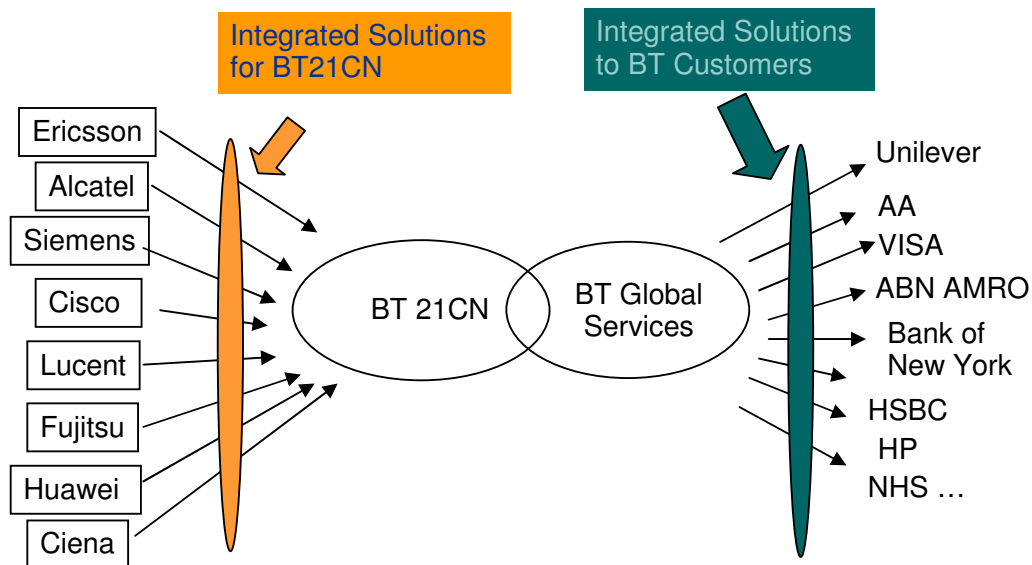 Integrated Solutions
for BT21CN
Integrated Solutions
to BT Customers
Ericsson
Alcatel
Siemens
Cisco
Lucent
Fujitsu
Huawei
Ciena
BT 21CN
BT Global
Services
Unilever
AA
VISA
ABN AMRO
Bank of
New York
HSBC
HP
NHS …